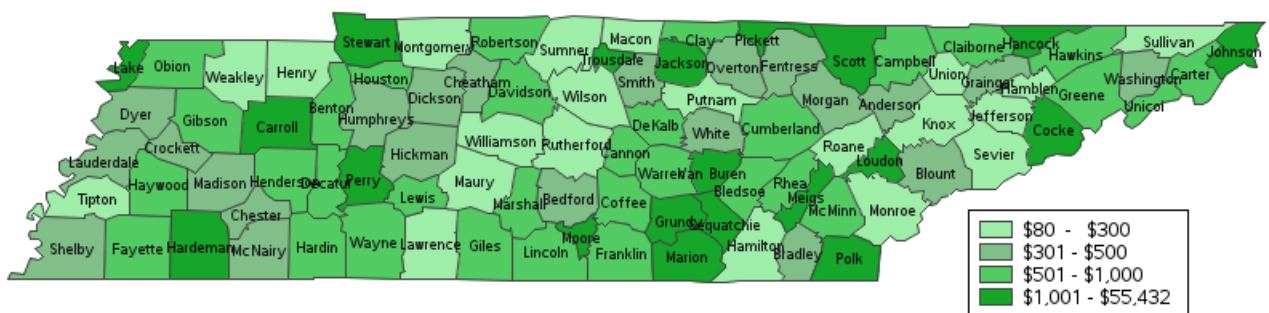 Stewart
Montgomery
Robertson
Sumner
Macon
Clay
Pickett
Claiborne
Hancock
Hawkins
Sullivan
Johnson
Lake
Obion
Weakley
Henry
Houston
Cheatham
Trousdale
Jackson
Overton
Fentress
Scott
Campbell
Union
Grainger
Hamblen
Washington
Carter
Greene
Unicol
Dyer
Gibson
Carroll
Benton
Humphreys
Dickson
Davidson
Wilson
Smith
Putnam
Morgan
Anderson
Knox
Jefferson
Cocke
Lauderdale
Crockett
Hickman
Williamson
Rutherford
DeKalb
Cannon
White
Cumberland
Roane
Loudon
Blount
Sevier
Tipton
Haywood
Madison
Henderson
Decatur
Perry
Lewis
Maury
Marshall
Bedford
Coffee
Warren
Van Buren
Bledsoe
Rhea
Meigs
McMinn
Monroe
Shelby
Fayette
Hardeman
Chester
McNairy
Hardin
Wayne
Lawrence
Giles
Lincoln
Moore
Franklin
Grundy
Sequatchie
Marion
Hamilton
Bradley
Polk
$80 - $300
$301 - $500
$501 - $1,000
$1,001 - $55,432